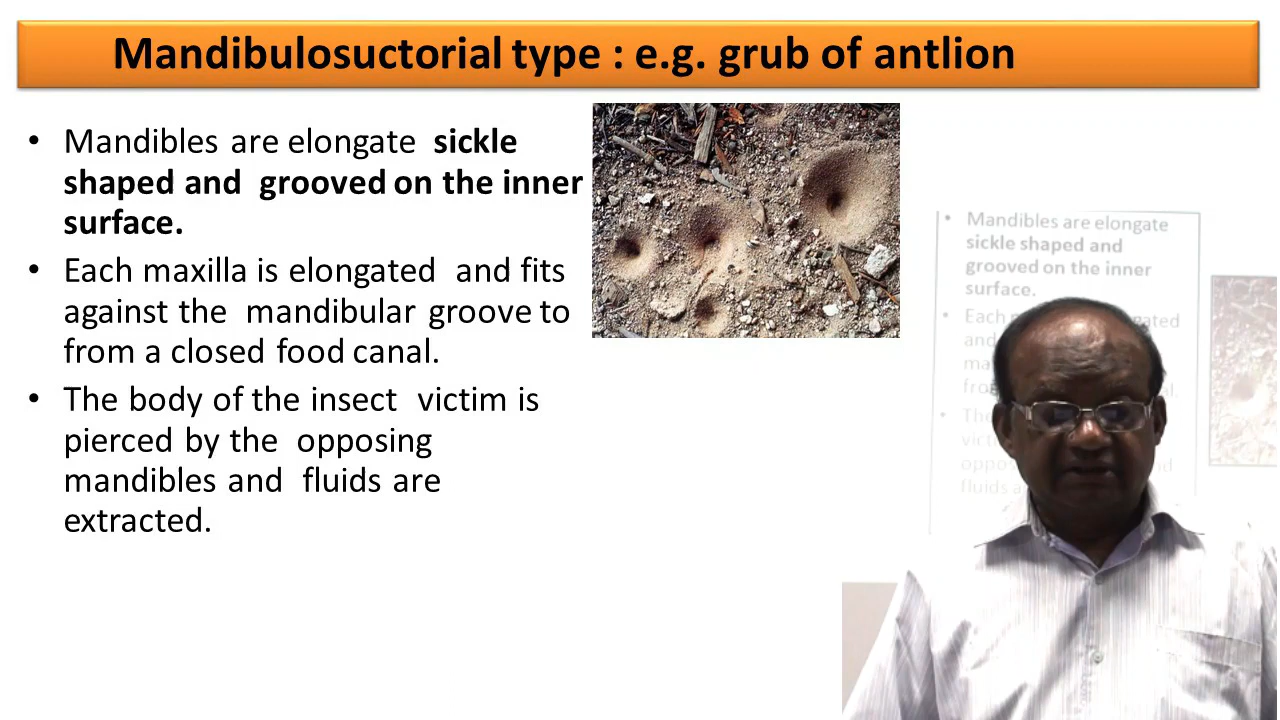 Mandibulosuctorial type : e.g. grub of antlion
• Mandibles are elongate sickle
shaped and grooved on the inner
surface.
• Each maxilla is elongated and fits
against the mandibular groove to
from a closed food canal.
• The body of the insect victim is
pierced by the opposing
mandibles and fluids are
extracted.
• Mandibles are elongate
sickle shaped and
grooved on the inner
surface.
• Each
and